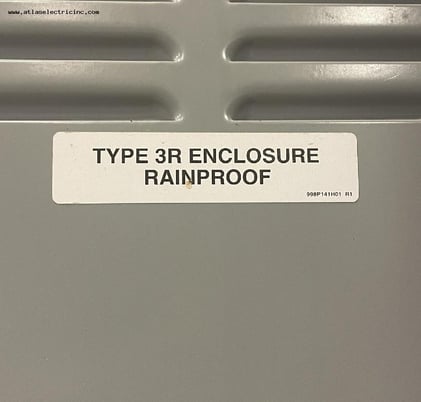 www.atlaselectricinc.com
TYPE 3R ENCLOSURE
RAINPROOF
998P141H01 R1